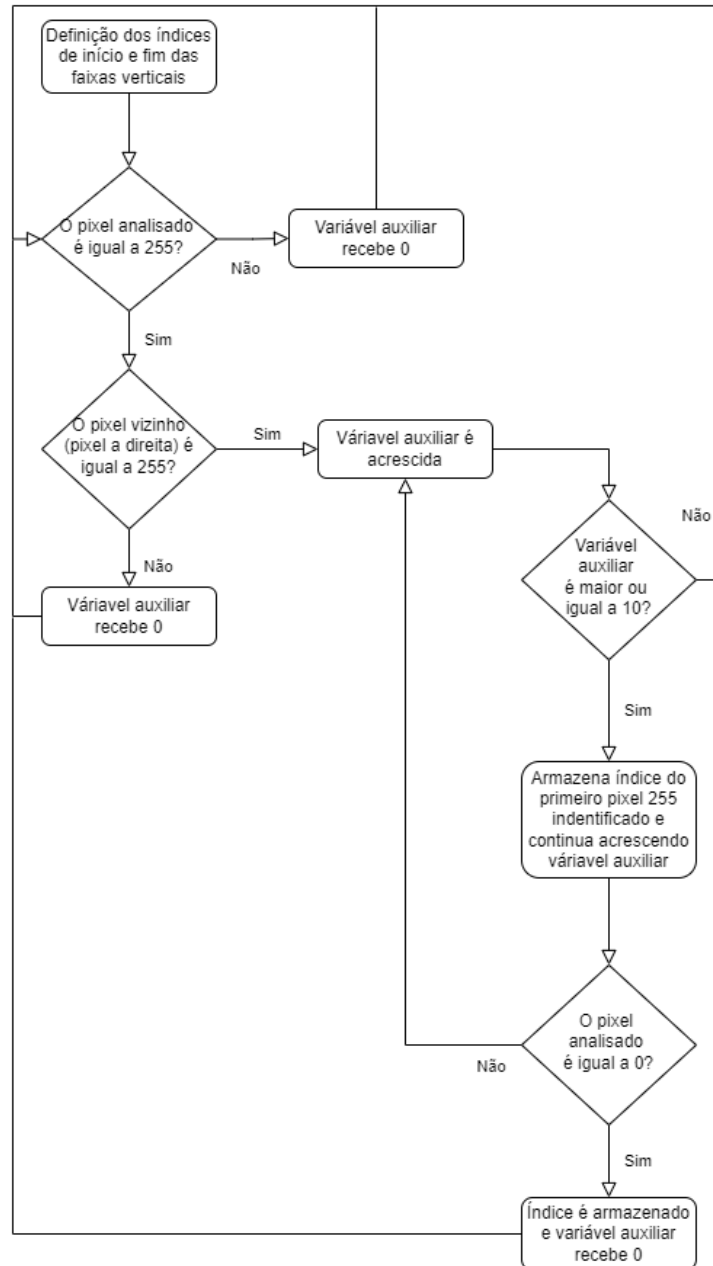 Definição dos índices
de início e fim das
faixas verticais
O pixel analisado
é igual a 255?
Não
Variável auxiliar
recebe 0
Sim
O pixel vizinho
(pixel a direita) é
igual a 255?
Sim
Váriavel auxiliar é
acrescida
Não
Váriavel auxiliar
recebe 0
Variável
auxiliar
é maior ou
igual a 10?
Não
Sim
Armazena índice do
primeiro pixel 255
indentificado e
continua acrescendo
váriavel auxiliar
O pixel
analisado
é igual a 0?
Não
Sim
Índice é armazenado
e variável auxiliar
recebe 0